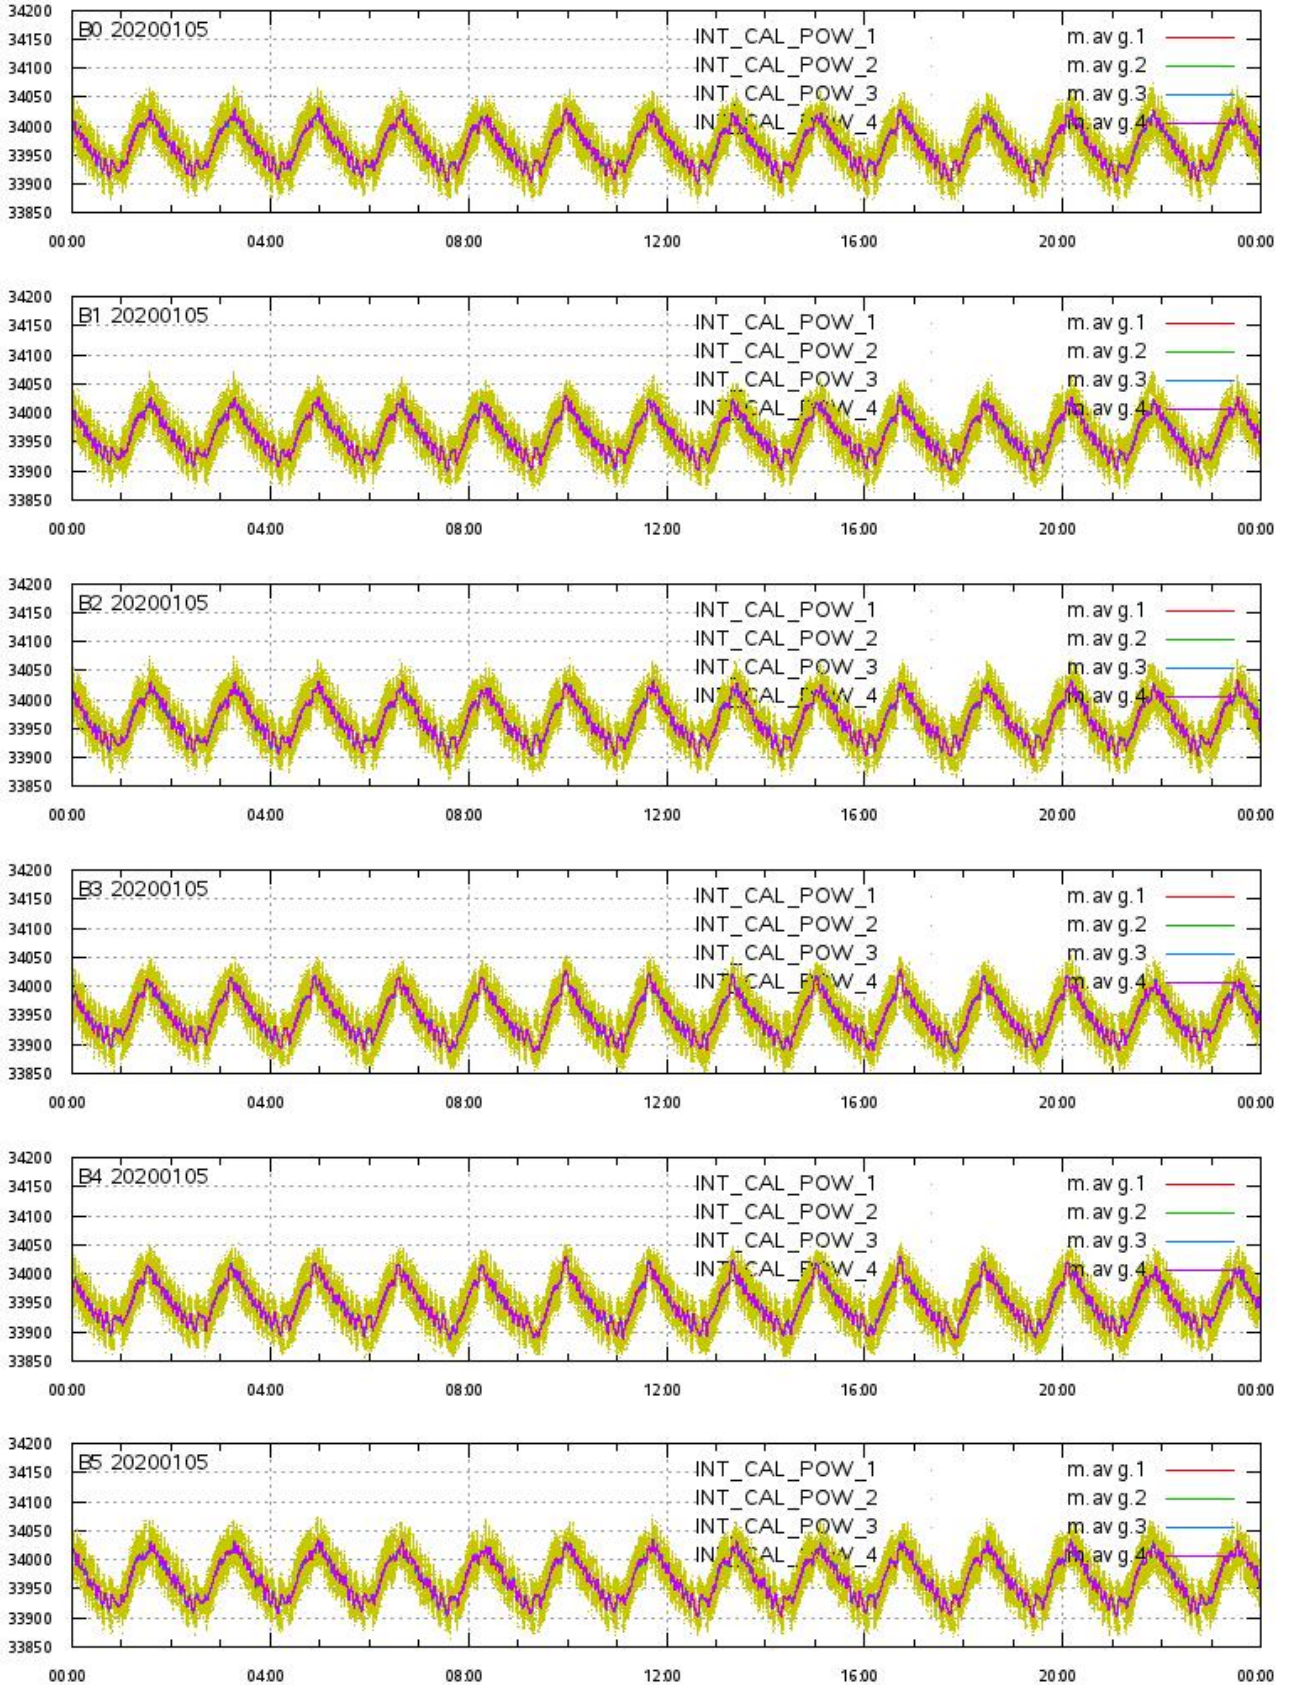 34200
B0 20200105 INT_CAL_POW_1 m.avg.1
34150
INT_CAL_POW_2 m.avg.2
34100
INT_CAL_POW_3 m.avg.3
34050
INT_CAL_POW_4 m.avg.4
34000
33950
33900
33850
00:00 04:00 08:00 12:00 16:00 20:00 00:00
34200
B1 20200105 INT_CAL_POW_1 m.avg.1
34150
INT_CAL_POW_2 m.avg.2
34100
INT_CAL_POW_3 m.avg.3
34050
INT_CAL_POW_4 m.avg.4
34000
33950
33900
33850
00:00 04:00 08:00 12:00 16:00 20:00 00:00
34200
B2 20200105 INT_CAL_POW_1 m.avg.1
34150
INT_CAL_POW_2 m.avg.2
34100
INT_CAL_POW_3 m.avg.3
34050
INT_CAL_POW_4 m.avg.4
34000
33950
33900
33850
00:00 04:00 08:00 12:00 16:00 20:00 00:00
34200
B3 20200105 INT_CAL_POW_1 m.avg.1
34150
INT_CAL_POW_2 m.avg.2
34100
INT_CAL_POW_3 m.avg.3
34050
INT_CAL_POW_4 m.avg.4
34000
33950
33900
33850
00:00 04:00 08:00 12:00 16:00 20:00 00:00
34200
B4 20200105 INT_CAL_POW_1 m.avg.1
34150
INT_CAL_POW_2 m.avg.2
34100
INT_CAL_POW_3 m.avg.3
34050
INT_CAL_POW_4 m.avg.4
34000
33950
33900
33850
00:00 04:00 08:00 12:00 16:00 20:00 00:00
34200
B5 20200105 INT_CAL_POW_1 m.avg.1
34150
INT_CAL_POW_2 m.avg.2
34100
INT_CAL_POW_3 m.avg.3
34050
INT_CAL_POW_4 m.avg.4
34000
33950
33900
33850
00:00 04:00 08:00 12:00 16:00 20:00 00:00